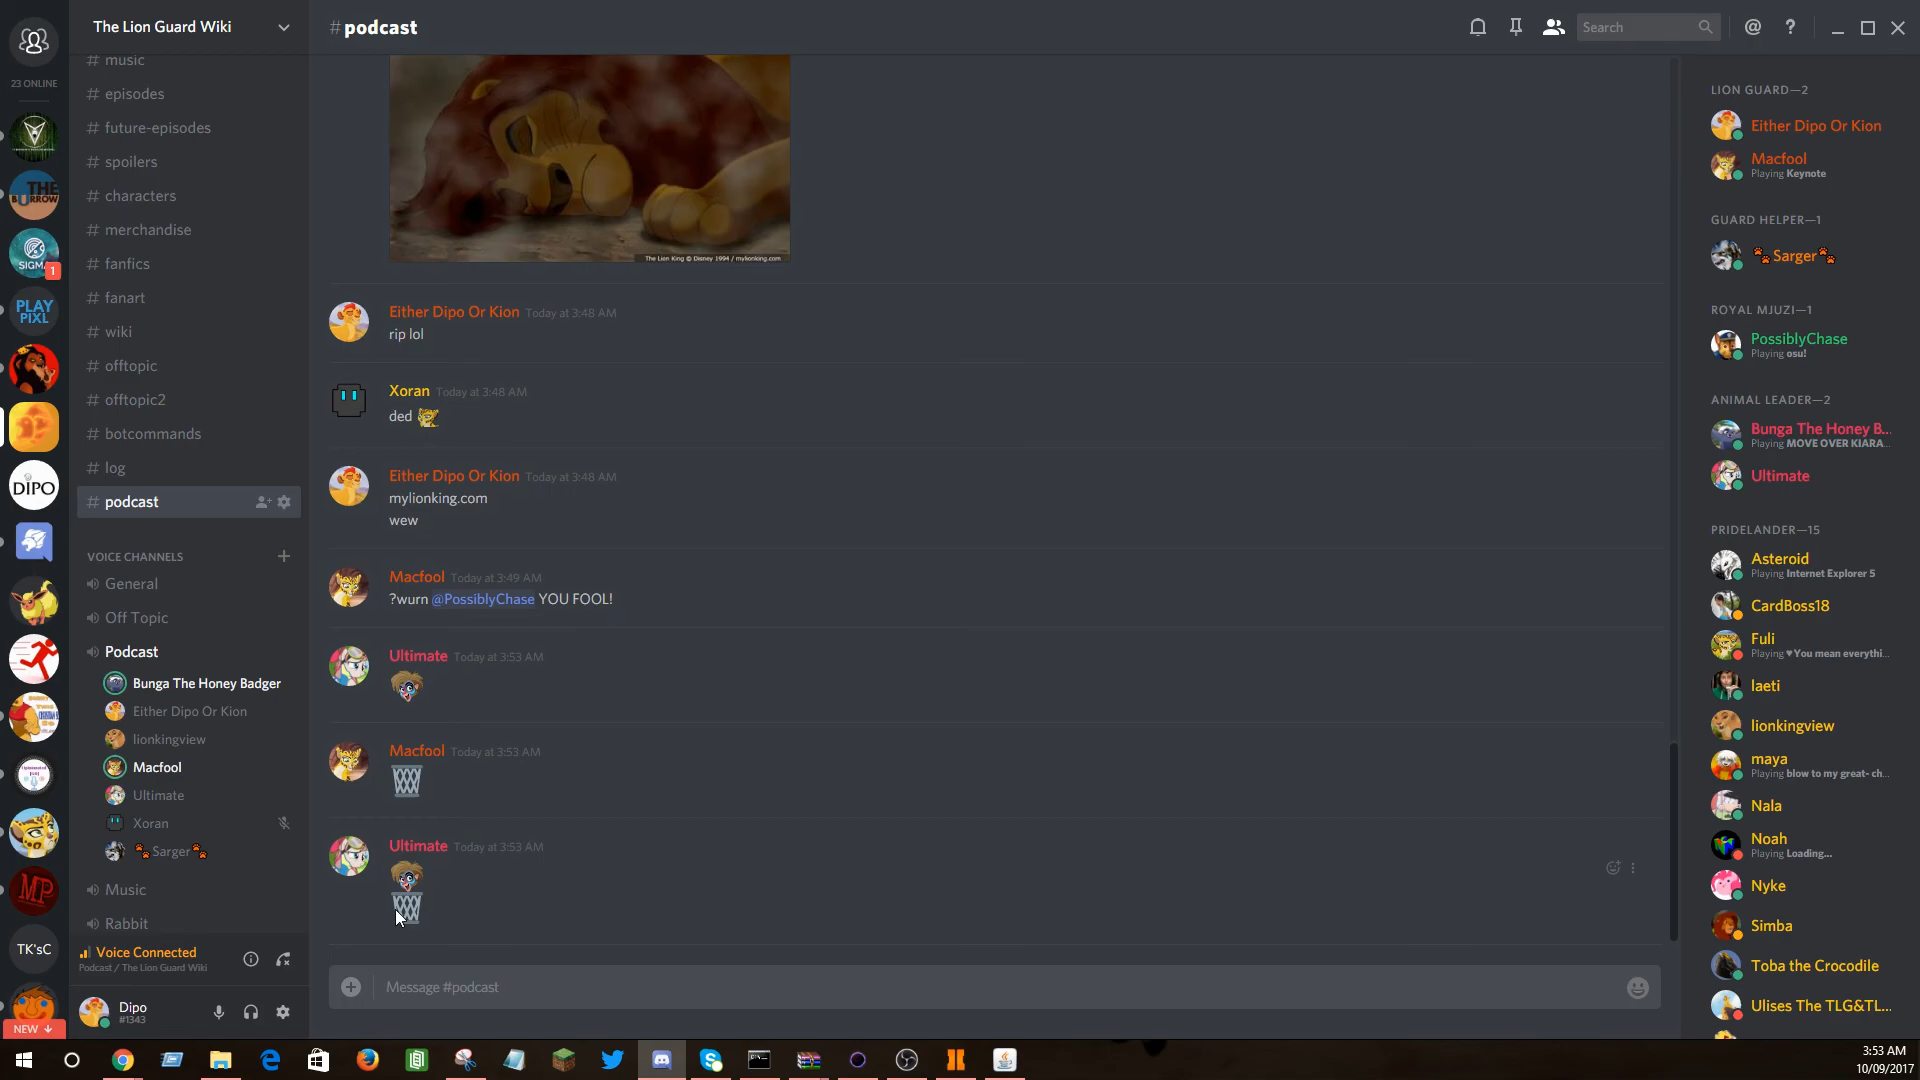 The Lion Guard Wiki
#podcast
Search
23 ONLINE
# music
# episodes
# future-episodes
# spoilers
# characters
# merchandise
# fanfics
# fanart
# wiki
# offtopic
# offtopic2
# botcommands
# log
# podcast
VOICE CHANNELS
General
Off Topic
Podcast
Bunga The Honey Badger
Either Dipo Or Kion
lionkingview
Macfool
Ultimate
Xoran
Sarger
Music
Rabbit
Voice Connected
Podcast / The Lion Guard Wiki
Dipo
#1343
THE
BURROW
SIGMA
1
PLAY
PIXL
DIPO
MP
TK'sC
NEW
The Lion King © Disney 1994 / mylionking.com
Either Dipo Or Kion Today at 3:48 AM
rip lol
Xoran Today at 3:48 AM
ded
Either Dipo Or Kion Today at 3:48 AM
mylionking.com
wew
Macfool Today at 3:49 AM
?wurn @PossiblyChase YOU FOOL!
Ultimate Today at 3:53 AM
Macfool Today at 3:53 AM
Ultimate Today at 3:53 AM
Message #podcast
LION GUARD—2
Either Dipo Or Kion
Macfool
Playing Keynote
GUARD HELPER—1
Sarger
ROYAL MJUZI—1
PossiblyChase
Playing osu!
ANIMAL LEADER—2
Bunga The Honey B...
Playing MOVE OVER KIARA...
Ultimate
PRIDELANDER—15
Asteroid
Playing Internet Explorer 5
CardBoss18
Fuli
Playing ♥You mean everythi...
laeti
lionkingview
maya
Playing blow to my great- ch...
Nala
Noah
Playing Loading...
Nyke
Simba
Toba the Crocodile
Ulises The TLG&TL...
3:53 AM
10/09/2017